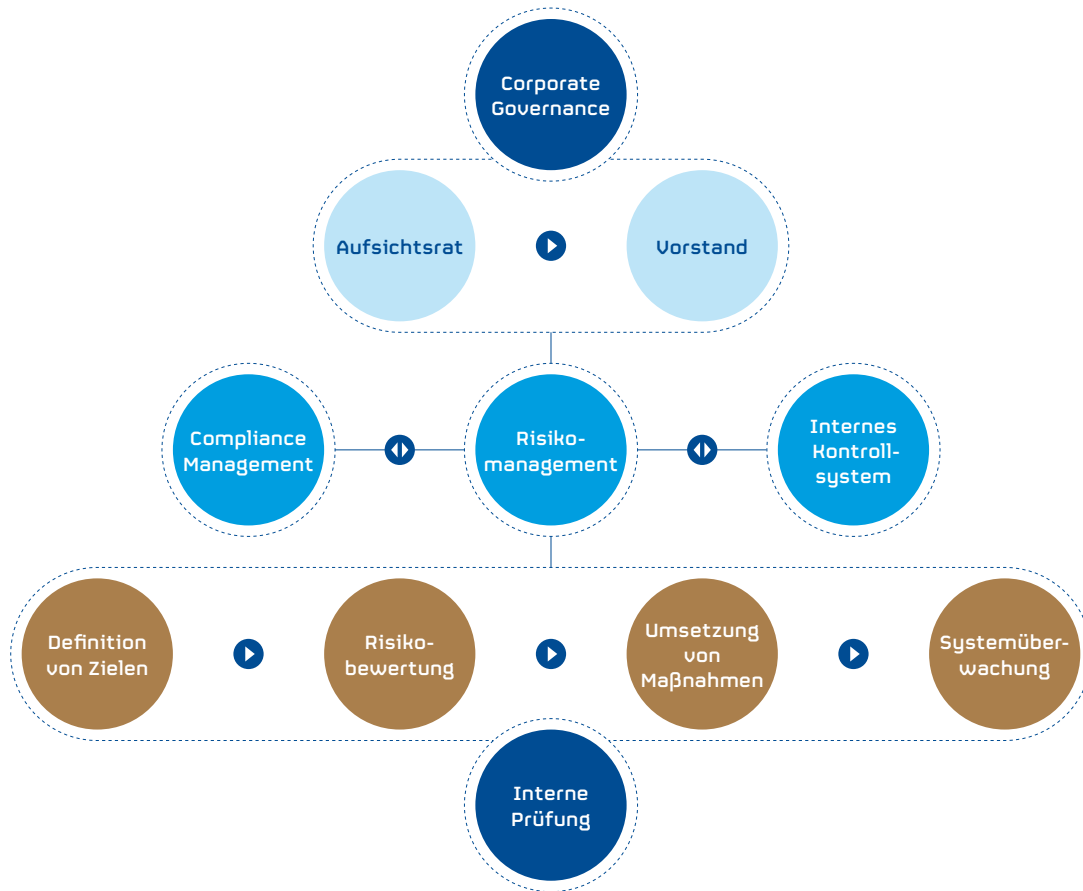 Corporate
Governance
Aufsichtsrat
Vorstand
Compliance
Management
Risiko-
management
Internes
Kontroll-
system
Definition
von Zielen
Risiko-
bewertung
Umsetzung
von
Maßnahmen
Systemüber-
wachung
Interne
Prüfung